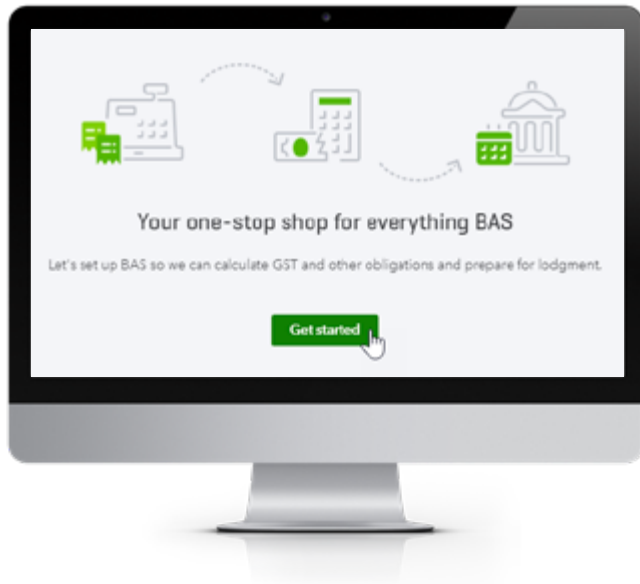 Your one-stop shop for everything BAS
Let's set up BAS so we can calculate GST and other obligations and prepare for lodgment.
Get started